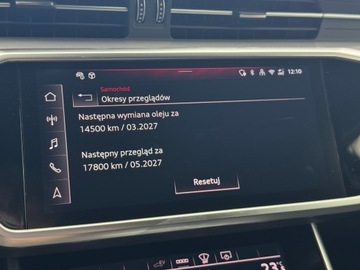 12:10
Samochód
Okresy przeglądów
Następna wymiana oleju za
14500 km / 03.2027
Następny przegląd za
17800 km / 05.2027
Resetuj
23